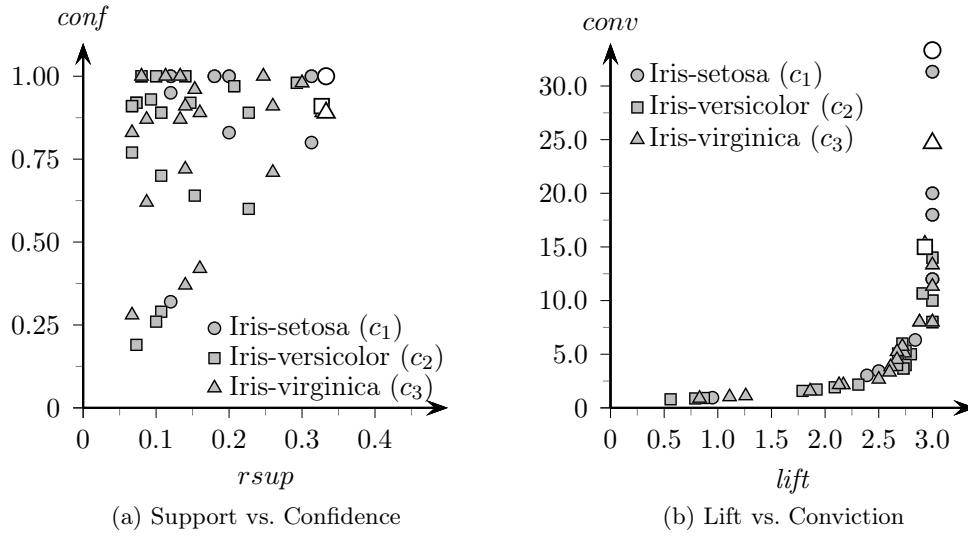 conf
1.00
0.75
0.50
0.25
0
0 0.1 0.2 0.3 0.4
rsup
Iris-setosa (c1)
Iris-versicolor (c2)
Iris-virginica (c3)
(a) Support vs. Confidence
conv
30.0
25.0
20.0
15.0
10.0
5.0
0
0 0.5 1.0 1.5 2.0 2.5 3.0
lift
Iris-setosa (c1)
Iris-versicolor (c2)
Iris-virginica (c3)
(b) Lift vs. Conviction